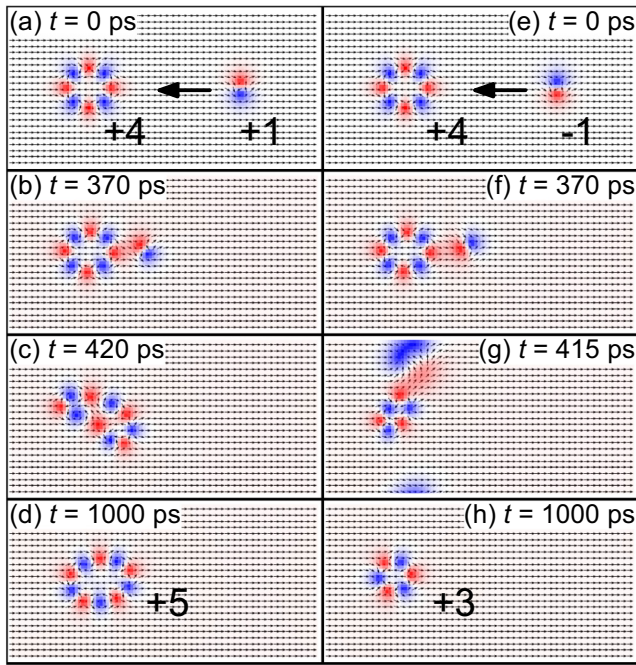 (a) t = 0 ps
+4
+1
(e) t = 0 ps
+4
-1
(b) t = 370 ps
(f) t = 370 ps
(c) t = 420 ps
(g) t = 415 ps
(d) t = 1000 ps
+5
(h) t = 1000 ps
+3